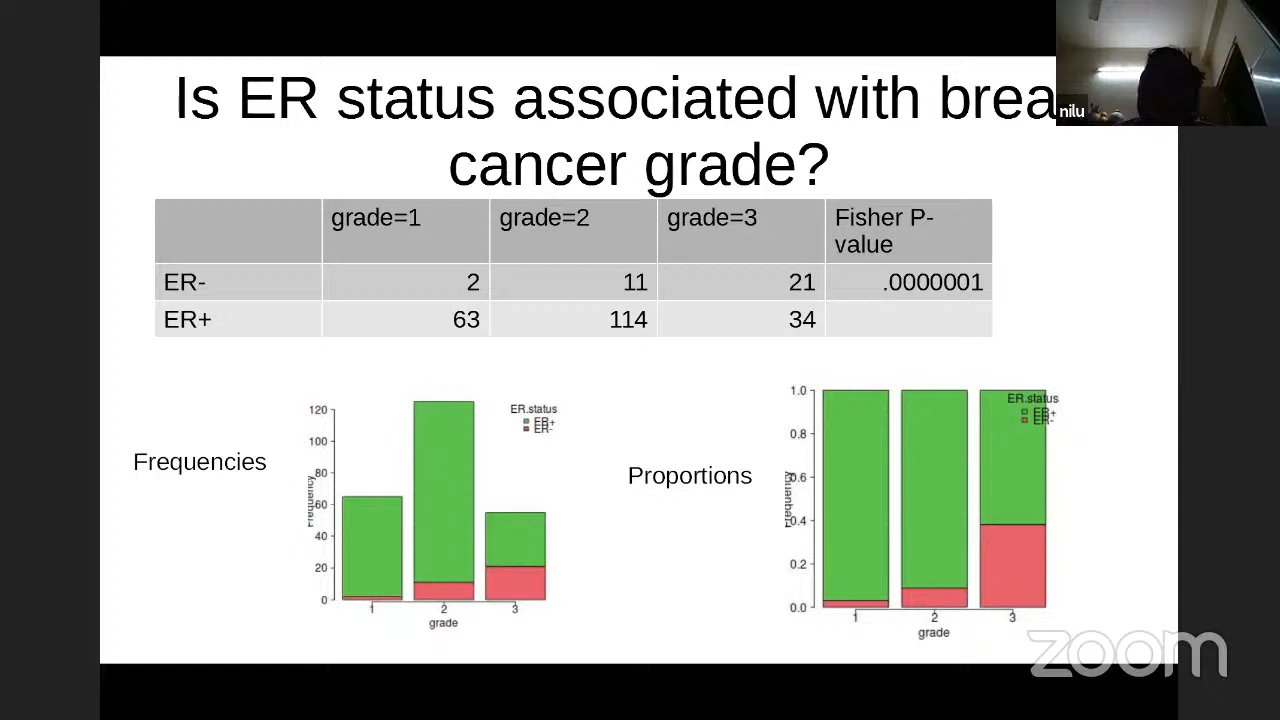 Is ER status associated with brea
nilu
cancer grade?
grade=1 grade=2 grade=3 Fisher P-
value
ER- 2 11 21 .0000001
ER+ 63 114 34
Frequencies
Frequency
120
100
80
60
40
20
0
ER.status
ER+
ER-
1 2 3
grade
Proportions
Frequency
1.0
0.8
0.6
0.4
0.2
0.0
ER.status
ER+
ER-
1 2 3
grade
zoom